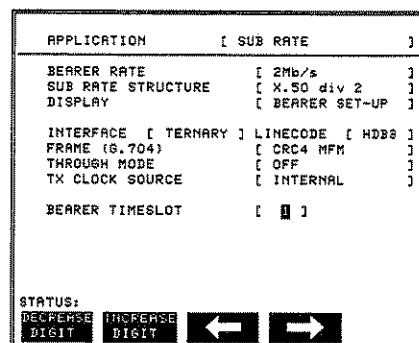 APPLICATION [ SUB RATE ]
BEARER RATE [ 2Mb/s ]
SUB RATE STRUCTURE [ X.50 div 2 ]
DISPLAY [ BEARER SET-UP ]
INTERFACE [ TERNARY ] LINECODE [ HDB3 ]
FRAME (G.704) [ CRC4 MFM ]
THROUGH MODE [ OFF ]
TX CLOCK SOURCE [ INTERNAL ]
BEARER TIMESLOT [ 1 ]
STATUS:
DECREASE DIGIT
INCREASE DIGIT